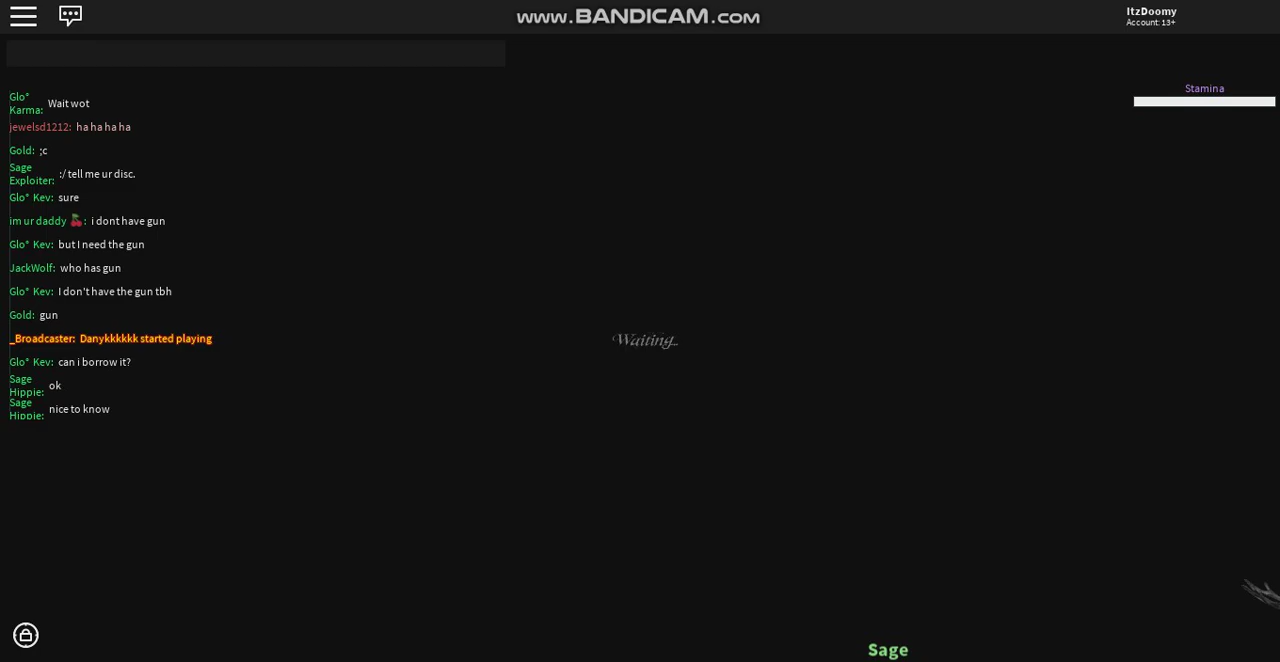 www.BANDICAM.com
ItzDoomy
Account: 13+
Stamina
Glo°
Karma: Wait wot
jewelsd1212: ha ha ha ha
Gold: ;c
Sage
Exploiter: :/ tell me ur disc.
Glo° Kev: sure
im ur daddy 🍒: i dont have gun
Glo° Kev: but I need the gun
JackWolf: who has gun
Glo° Kev: I don't have the gun tbh
Gold: gun
_Broadcaster: Danykkkkkk started playing
Glo° Kev: can i borrow it?
Sage
Hippie: ok
Sage
Hippie: nice to know
Waiting...
Sage